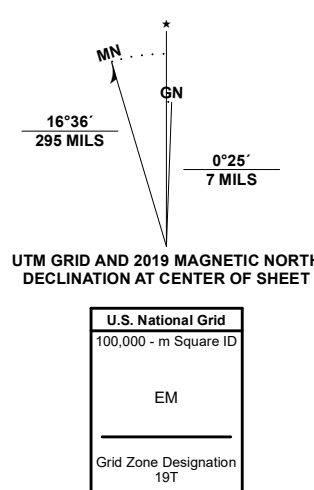 ★
MN
GN
16°36´
295 MILS
0°25´
7 MILS
UTM GRID AND 2019 MAGNETIC NORTH
DECLINATION AT CENTER OF SHEET
U.S. National Grid
100,000 - m Square ID
EM
Grid Zone Designation
19T